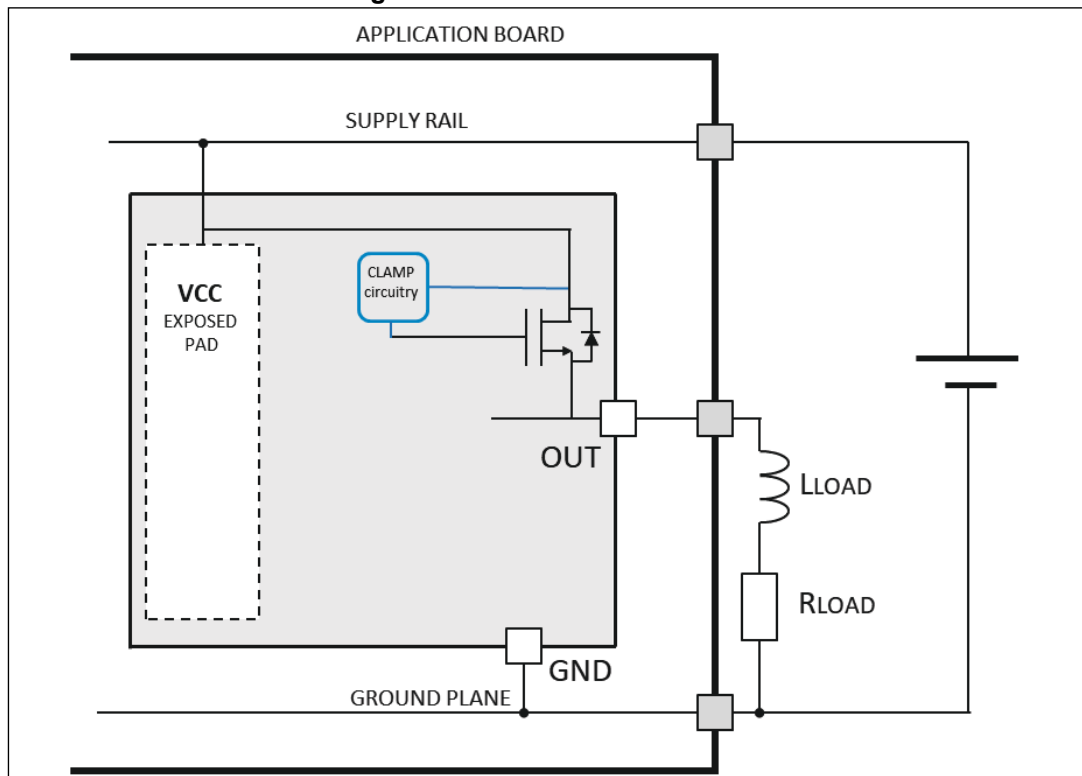 APPLICATION BOARD
SUPPLY RAIL
CLAMP
circuitry
VCC
EXPOSED
PAD
OUT
LLOAD
RLOAD
GND
GROUND PLANE